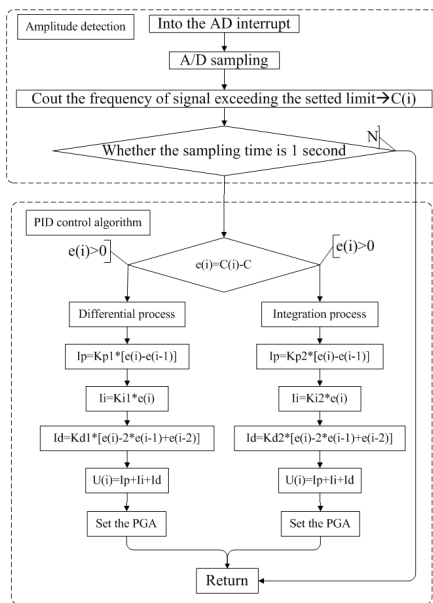 Amplitude detection
Into the AD interrupt
A/D sampling
Cout the frequency of signal exceeding the setted limit→C(i)
N
Whether the sampling time is 1 second
PID control algorithm
e(i)>0
e(i)=C(i)-C
e(i)>0
Differential process
Integration process
Ip=Kp1*[e(i)-e(i-1)]
Ip=Kp2*[e(i)-e(i-1)]
Ii=Ki1*e(i)
Ii=Ki2*e(i)
Id=Kd1*[e(i)-2*e(i-1)+e(i-2)]
Id=Kd2*[e(i)-2*e(i-1)+e(i-2)]
U(i)=Ip+Ii+Id
U(i)=Ip+Ii+Id
Set the PGA
Set the PGA
Return